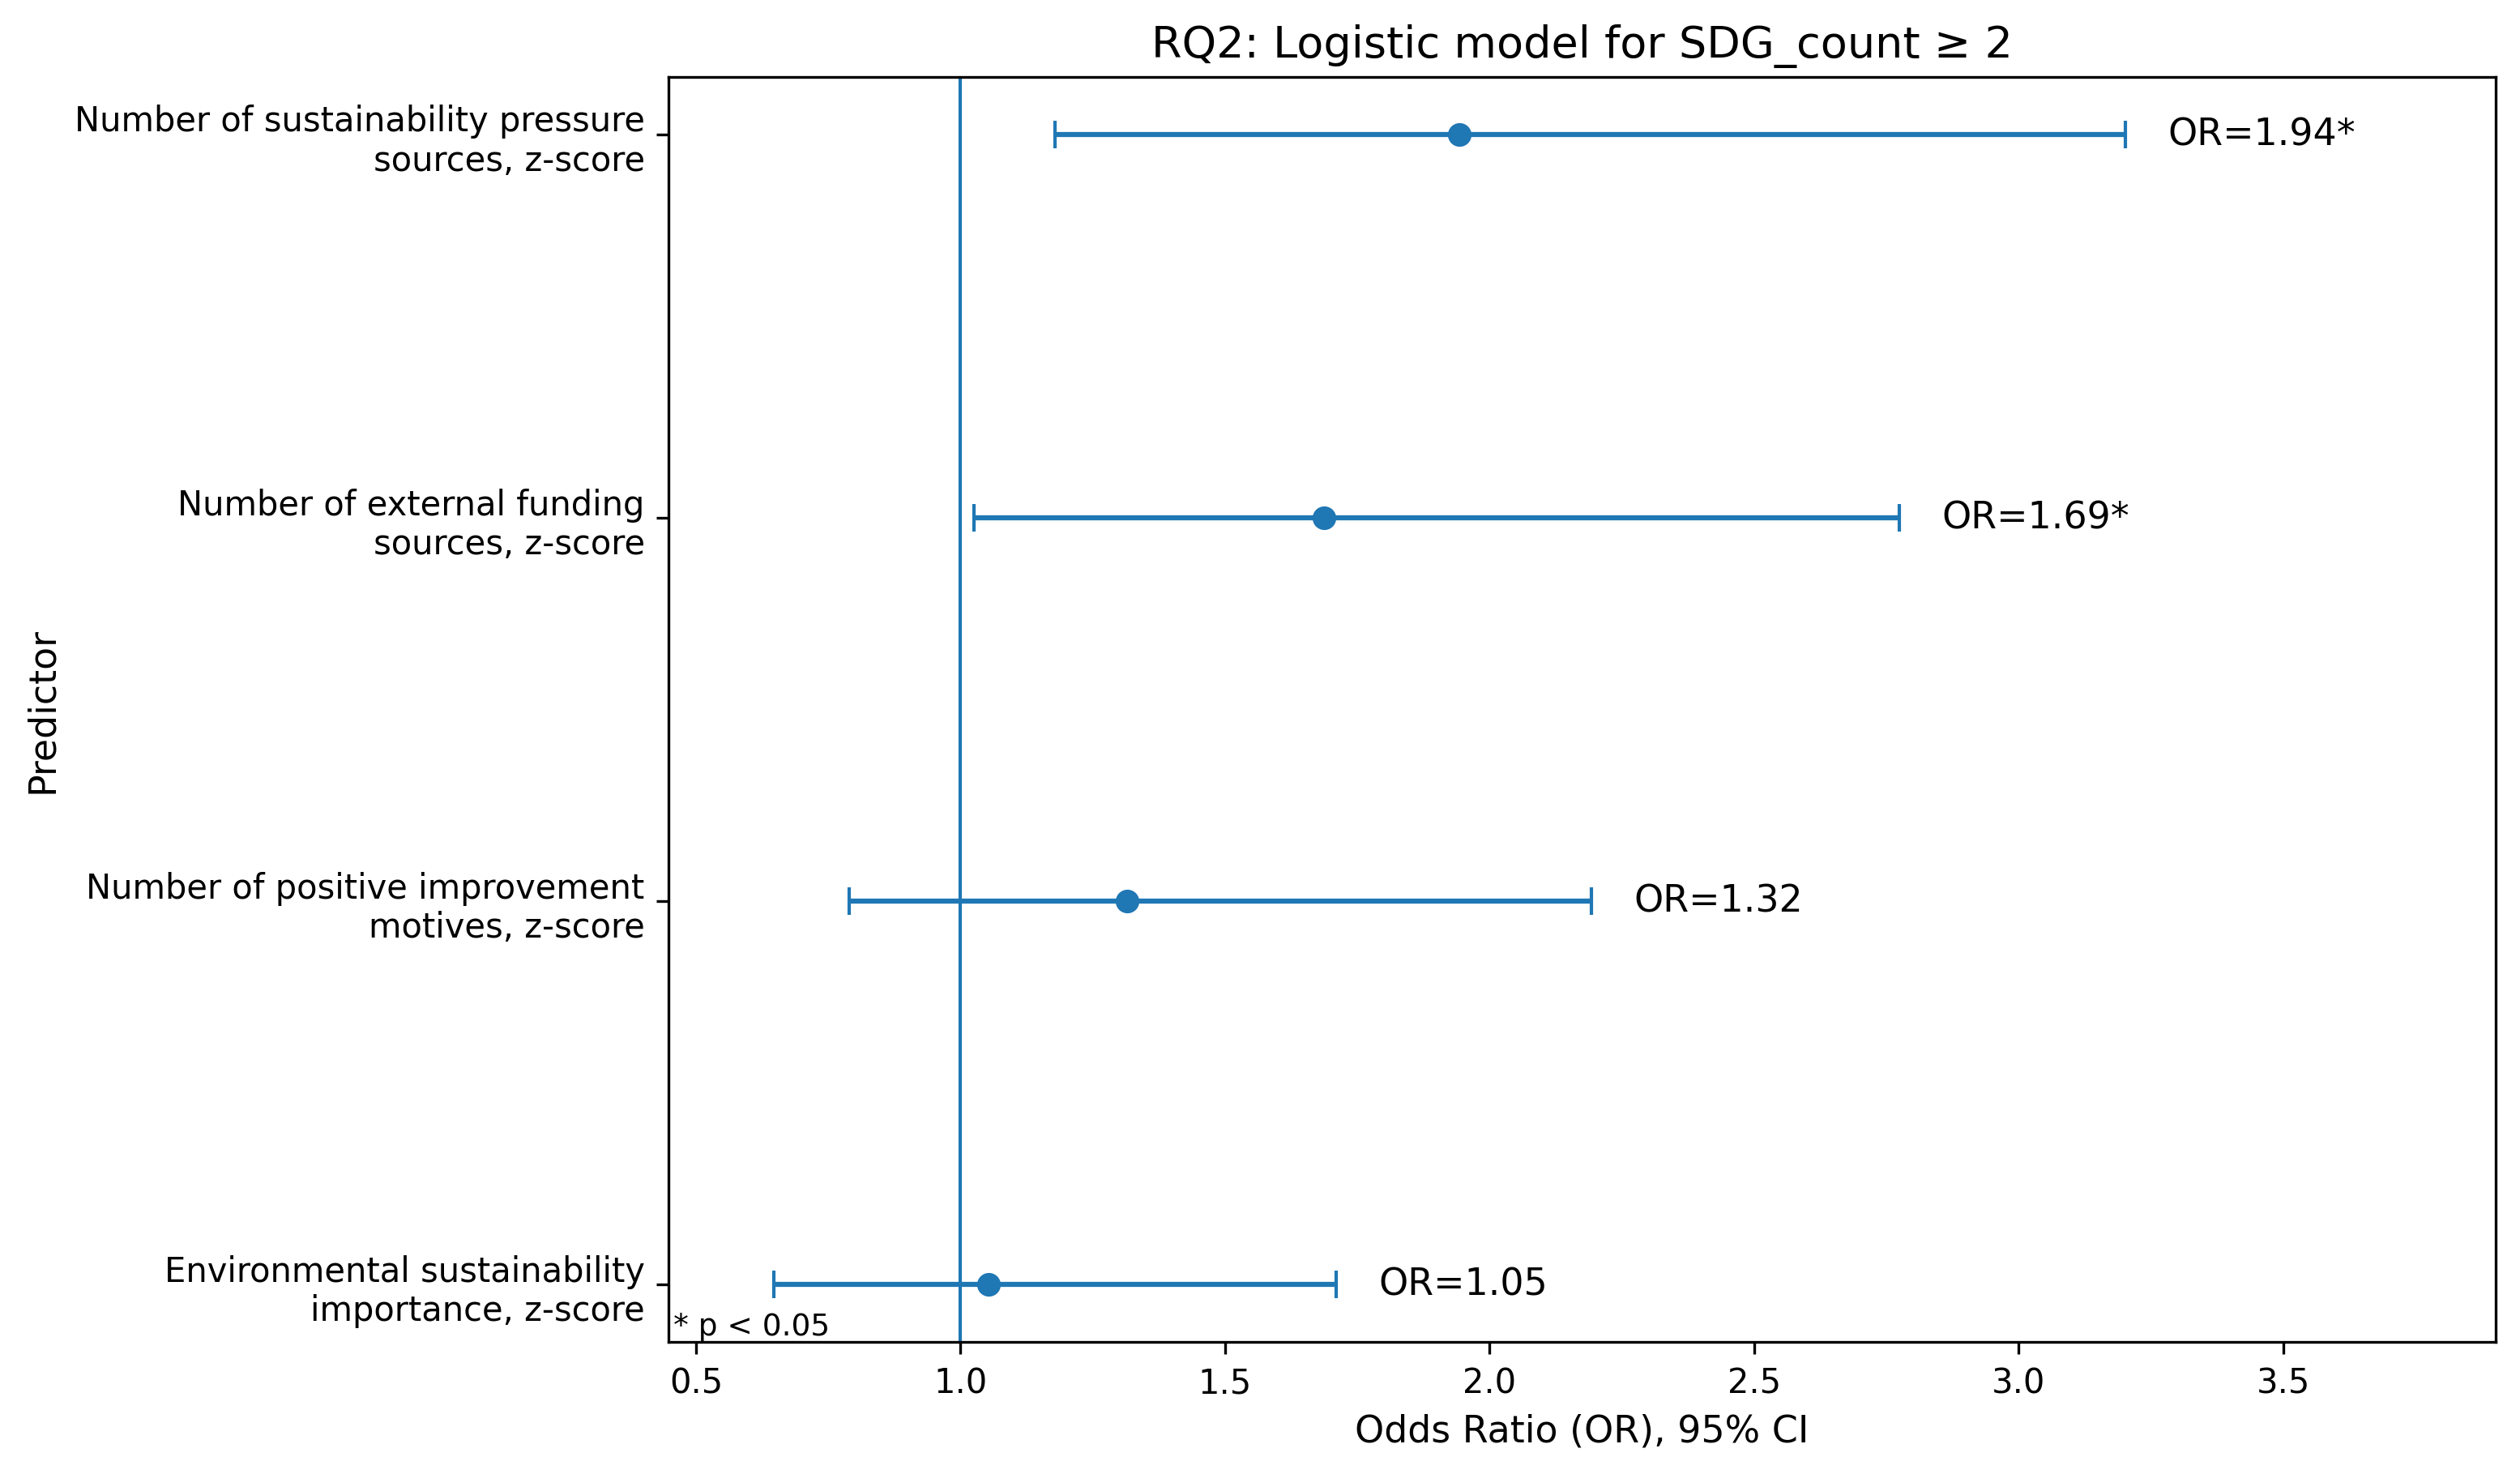 RQ2: Logistic model for SDG_count ≥ 2
Number of sustainability pressure
sources, z-score
OR=1.94*
Number of external funding
sources, z-score
OR=1.69*
Predictor
Number of positive improvement
motives, z-score
OR=1.32
Environmental sustainability
importance, z-score
OR=1.05
* p < 0.05
0.5 1.0 1.5 2.0 2.5 3.0 3.5
Odds Ratio (OR), 95% CI